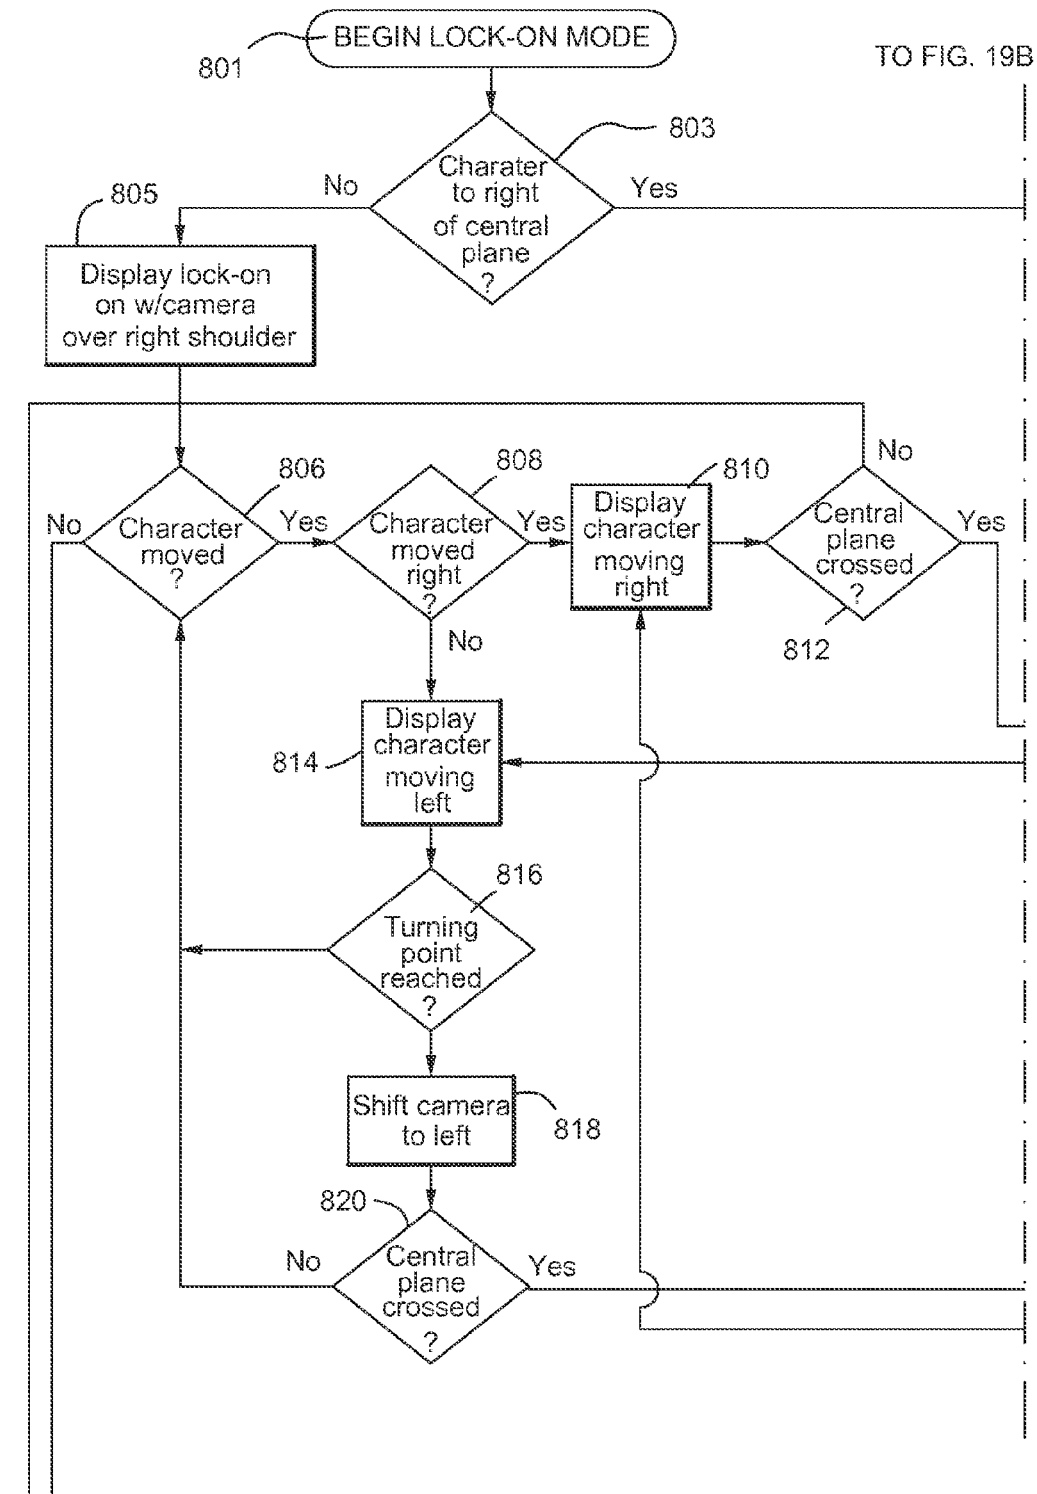 BEGIN LOCK-ON MODE
801
TO FIG. 19B
803
Charater
to right
of central
plane
?
No
Yes
805
Display lock-on
on w/camera
over right shoulder
806
No
Character
moved
?
Yes
808
Character
moved
right
?
Yes
No
810
Display
character
moving
right
No
Central
plane
crossed
?
Yes
812
814
Display
character
moving
left
816
Turning
point
reached
?
Shift camera
to left
818
820
No
Central
plane
crossed
?
Yes